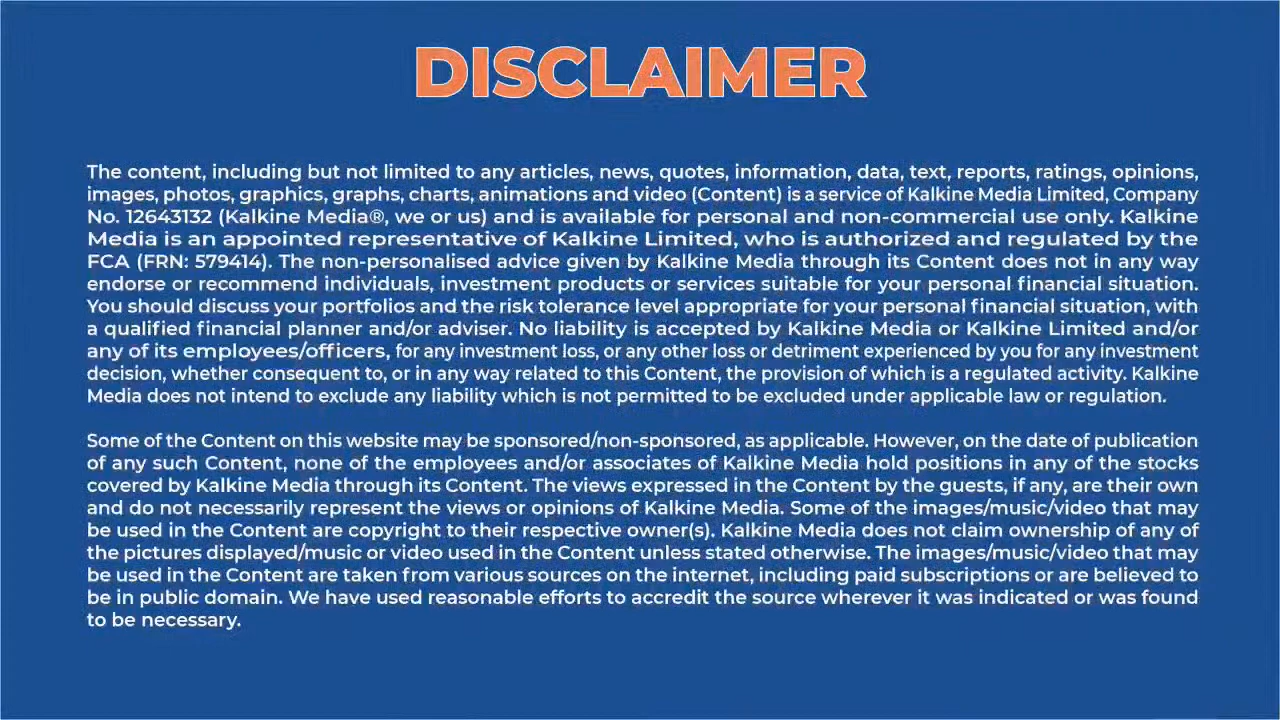 DISCLAIMER
The content, including but not limited to any articles, news, quotes, information, data, text, reports, ratings, opinions,
images, photos, graphics, graphs, charts, animations and video (Content) is a service of Kalkine Media Limited, Company
No. 12643132 (Kalkine Media®, we or us) and is available for personal and non-commercial use only. Kalkine
Media is an appointed representative of Kalkine Limited, who is authorized and regulated by the
FCA (FRN: 579414). The non-personalised advice given by Kalkine Media through its Content does not in any way
endorse or recommend individuals, investment products or services suitable for your personal financial situation.
You should discuss your portfolios and the risk tolerance level appropriate for your personal financial situation, with
a qualified financial planner and/or adviser. No liability is accepted by Kalkine Media or Kalkine Limited and/or
any of its employees/officers, for any investment loss, or any other loss or detriment experienced by you for any investment
decision, whether consequent to, or in any way related to this Content, the provision of which is a regulated activity. Kalkine
Media does not intend to exclude any liability which is not permitted to be excluded under applicable law or regulation.
Some of the Content on this website may be sponsored/non-sponsored, as applicable. However, on the date of publication
of any such Content, none of the employees and/or associates of Kalkine Media hold positions in any of the stocks
covered by Kalkine Media through its Content. The views expressed in the Content by the guests, if any, are their own
and do not necessarily represent the views or opinions of Kalkine Media. Some of the images/music/video that may
be used in the Content are copyright to their respective owner(s). Kalkine Media does not claim ownership of any of
the pictures displayed/music or video used in the Content unless stated otherwise. The images/music/video that may
be used in the Content are taken from various sources on the internet, including paid subscriptions or are believed to
be in public domain. We have used reasonable efforts to accredit the source wherever it was indicated or was found
to be necessary.